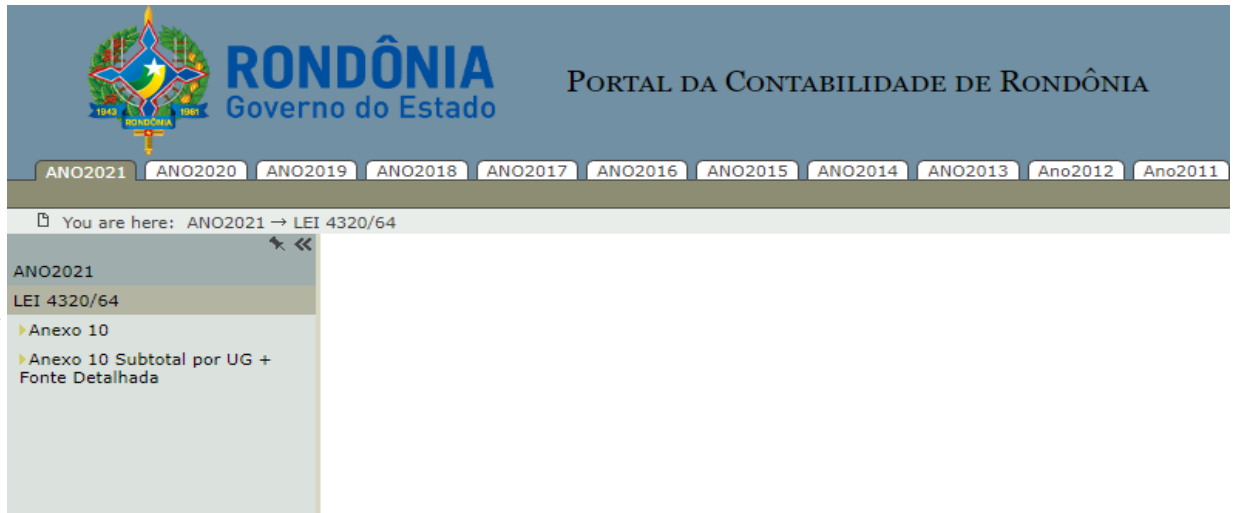 RONDÔNIA
Governo do Estado
1943 RONDÔNIA 1981
PORTAL DA CONTABILIDADE DE RONDÔNIA
ANO2021 ANO2020 ANO2019 ANO2018 ANO2017 ANO2016 ANO2015 ANO2014 ANO2013 Ano2012 Ano2011
You are here: ANO2021 → LEI 4320/64
ANO2021
LEI 4320/64
Anexo 10
Anexo 10 Subtotal por UG +
Fonte Detalhada